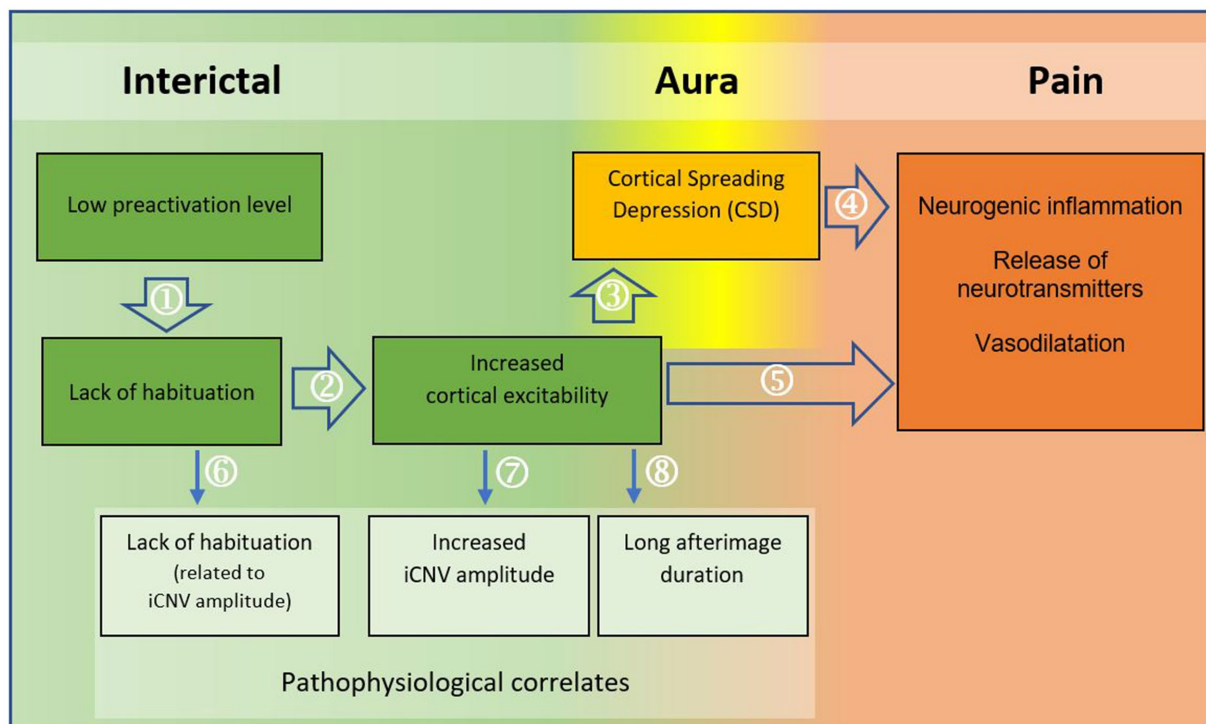 Interictal
Aura
Pain
Low preactivation level
Cortical Spreading
Depression (CSD)
④
Neurogenic inflammation
Release of
neurotransmitters
Vasodilatation
①
③
Lack of habituation
②
Increased
cortical excitability
⑤
⑥
⑦
⑧
Lack of habituation
(related to
iCNV amplitude)
Increased
iCNV amplitude
Long afterimage
duration
Pathophysiological correlates